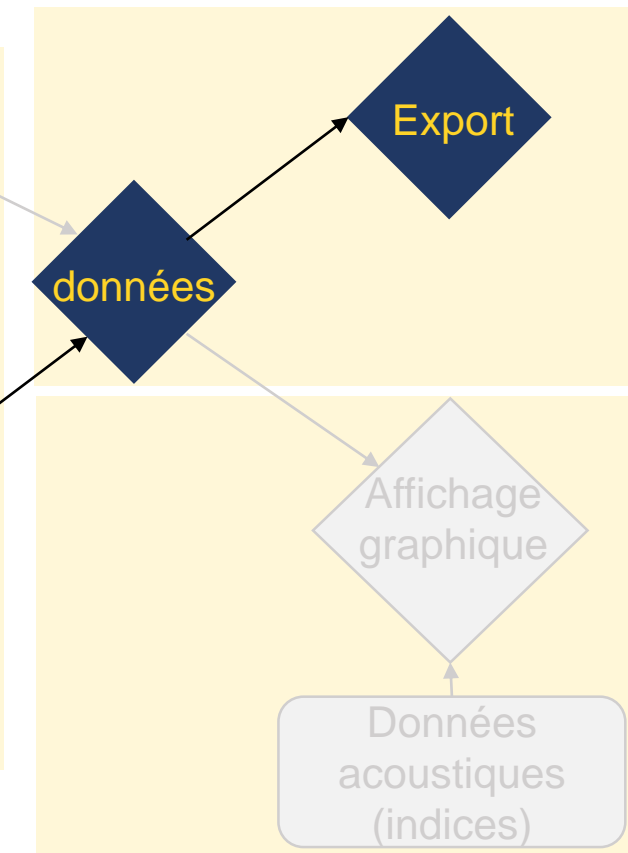 Export
données
Affichage
graphique
Données
acoustiques
(indices)